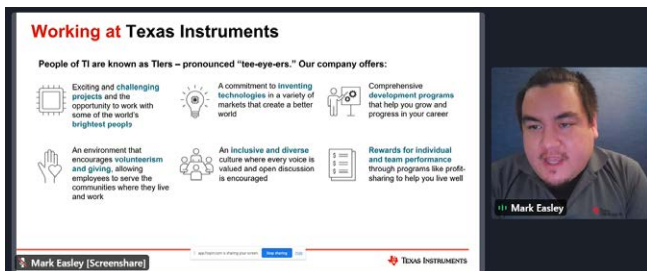 Working at Texas Instruments
People of TI are known as TIers – pronounced “tee-eye-ers.” Our company offers:
Exciting and challenging
projects and the
opportunity to work with
some of the world's
brightest people
A commitment to inventing
technologies in a variety of
markets that create a better
world
Comprehensive
development programs
that help you grow and
progress in your career
An environment that
encourages volunteerism
and giving, allowing
employees to serve the
communities where they live
and work
An inclusive and diverse
culture where every voice is
valued and open discussion
is encouraged
Rewards for individual
and team performance
through programs like profit-
sharing to help you live well
Mark Easley
Mark Easley [Screenshare]
is sharing your screen
Stop sharing
Texas Instruments